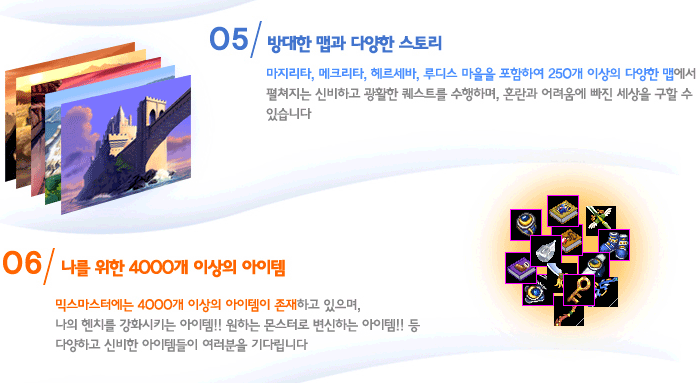 05/ 방대한 맵과 다양한 스토리
마지리타, 메크리타, 헤르세바, 루디스 마을을 포함하여 250개 이상의 다양한 맵에서
펼쳐지는 신비하고 광활한 퀘스트를 수행하며, 혼란과 어려움에 빠진 세상을 구할 수
있습니다
06/ 나를 위한 4000개 이상의 아이템
믹스마스터에는 4000개 이상의 아이템이 존재하고 있으며,
나의 헨치를 강화시키는 아이템!! 원하는 몬스터로 변신하는 아이템!! 등
다양하고 신비한 아이템들이 여러분을 기다립니다